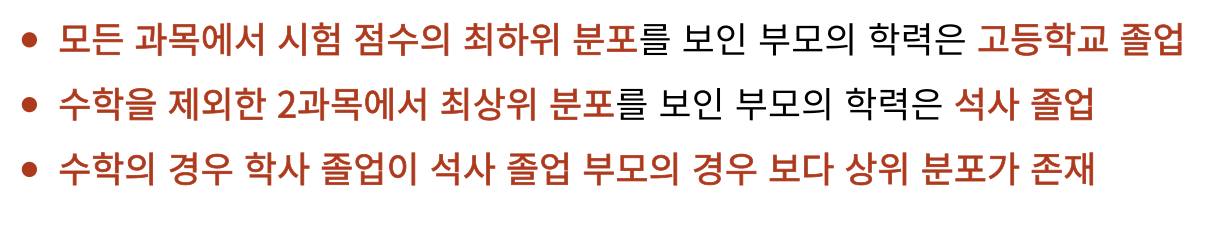 • 모든 과목에서 시험 점수의 최하위 분포를 보인 부모의 학력은 고등학교 졸업
• 수학을 제외한 2과목에서 최상위 분포를 보인 부모의 학력은 석사 졸업
• 수학의 경우 학사 졸업이 석사 졸업 부모의 경우 보다 상위 분포가 존재